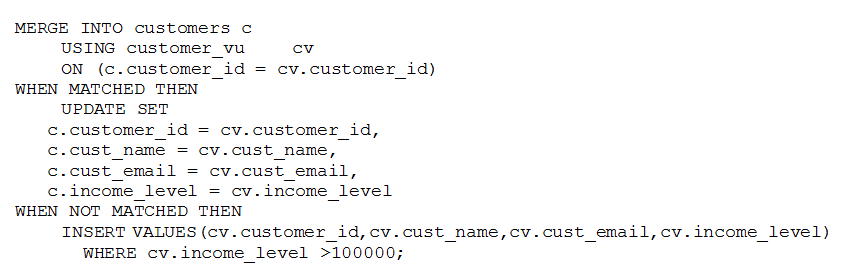 MERGE INTO customers c
USING customer_vu cv
ON (c.customer_id = cv.customer_id)
WHEN MATCHED THEN
UPDATE SET
c.customer_id = cv.customer_id,
c.cust_name = cv.cust_name,
c.cust_email = cv.cust_email,
c.income_level = cv.income_level
WHEN NOT MATCHED THEN
INSERT VALUES(cv.customer_id,cv.cust_name,cv.cust_email,cv.income_level)
WHERE cv.income_level >100000;